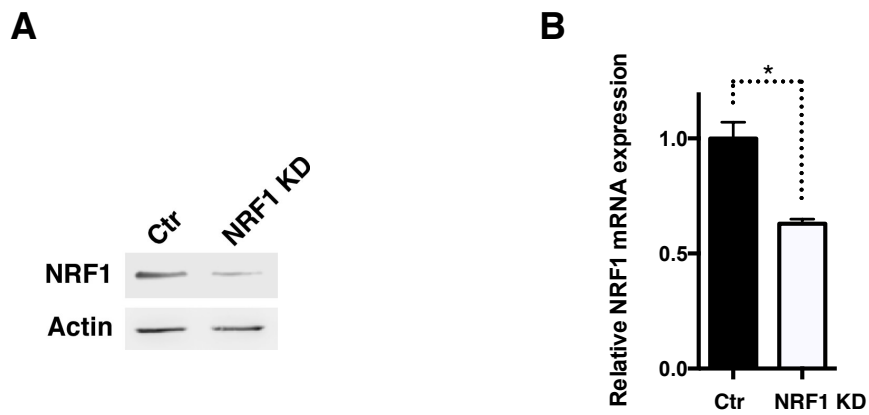 A
Ctr
NRF1 KD
NRF1
Actin
B
Relative NRF1 mRNA expression
*
1.0
0.5
0.0
Ctr
NRF1 KD